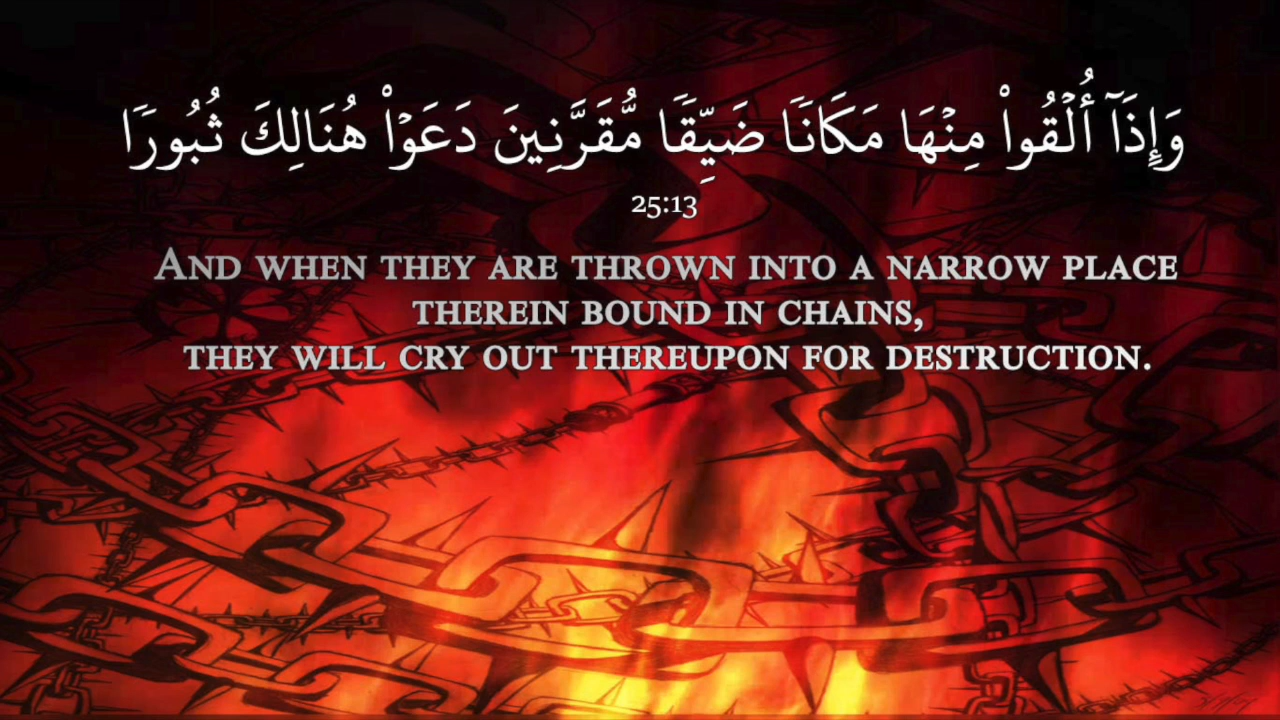 وَإِذَآ أُلۡقُواْ مِنۡهَا مَكَانٗا ضَيِّقٗا مُّقَرَّنِينَ دَعَوۡاْ هُنَالِكَ ثُبُورٗا
25:13
AND WHEN THEY ARE THROWN INTO A NARROW PLACE
THEREIN BOUND IN CHAINS,
THEY WILL CRY OUT THEREUPON FOR DESTRUCTION.